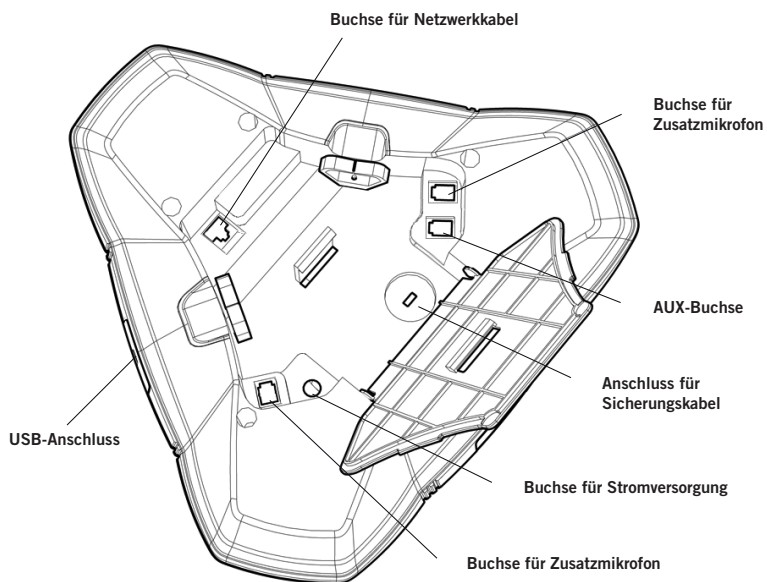 Buchse für Netzwerkkabel
Buchse für
Zusatzmikrofon
AUX-Buchse
Anschluss für
Sicherungskabel
USB-Anschluss
Buchse für Stromversorgung
Buchse für Zusatzmikrofon